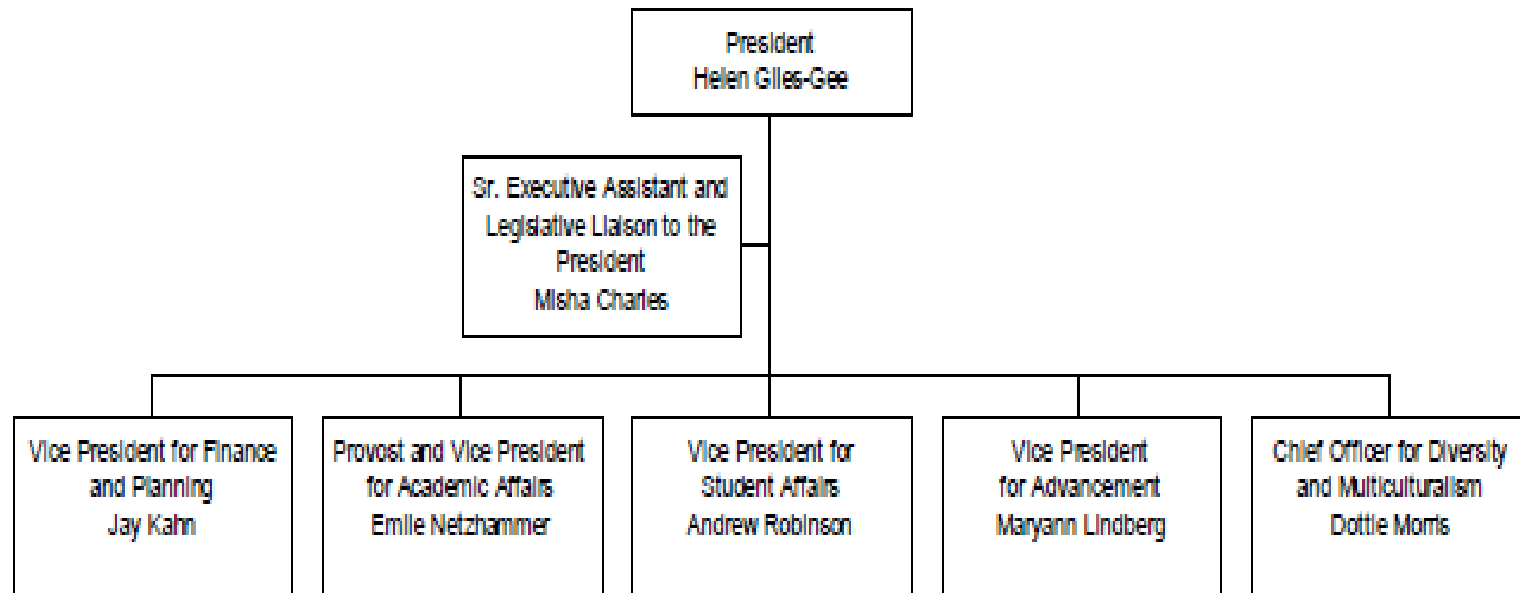 President
Helen Giles-Gee
Sr. Executive Assistant and
Legislative Liaison to the
President
Misha Charles
Vice President for Finance
and Planning
Jay Kahn
Provost and Vice President
for Academic Affairs
Emile Netzhammer
Vice President for
Student Affairs
Andrew Robinson
Vice President
for Advancement
Maryann Lindberg
Chief Officer for Diversity
and Multiculturalism
Dottie Morris